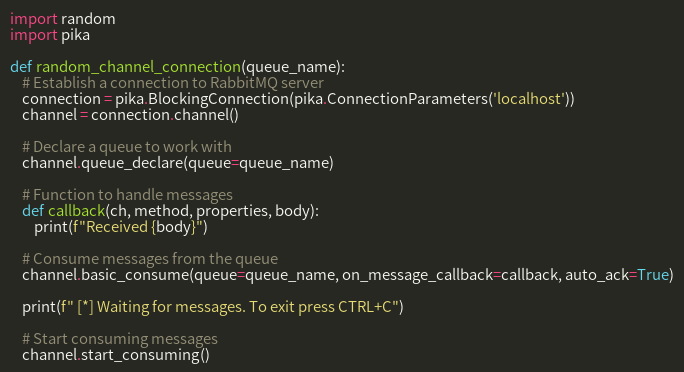 import random
import pika
def random_channel_connection(queue_name):
# Establish a connection to RabbitMQ server
connection = pika.BlockingConnection(pika.ConnectionParameters('localhost'))
channel = connection.channel()
# Declare a queue to work with
channel.queue_declare(queue=queue_name)
# Function to handle messages
def callback(ch, method, properties, body):
print(f"Received {body}")
# Consume messages from the queue
channel.basic_consume(queue=queue_name, on_message_callback=callback, auto_ack=True)
print(f" [*] Waiting for messages. To exit press CTRL+C")
# Start consuming messages
channel.start_consuming()